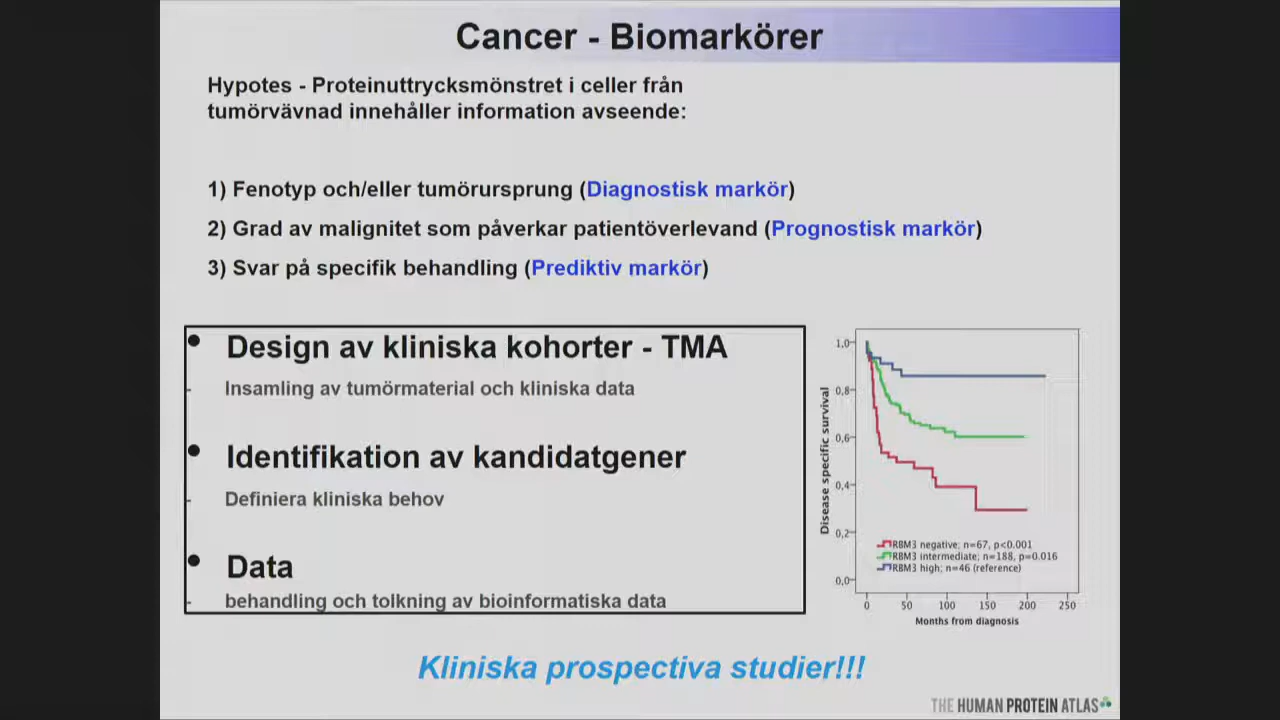 Cancer - Biomarkörer
Hypotes - Proteinuttrycksmönstret i celler från
tumörvävnad innehåller information avseende:
1) Fenotyp och/eller tumörursprung (Diagnostisk markör)
2) Grad av malignitet som påverkar patientöverlevand (Prognostisk markör)
3) Svar på specifik behandling (Prediktiv markör)
• Design av kliniska kohorter - TMA
- Insamling av tumörmaterial och kliniska data
• Identifikation av kandidatgener
- Definiera kliniska behov
• Data
- behandling och tolkning av bioinformatiska data
Disease specific survival
1,0
0,8
0,6
0,4
0,2
0,0
RBM3 negative; n=67, p<0.001
RBM3 intermediate; n=188, p=0.016
RBM3 high; n=46 (reference)
0 50 100 150 200 250
Months from diagnosis
Kliniska prospectiva studier!!!
THE HUMAN PROTEIN ATLAS